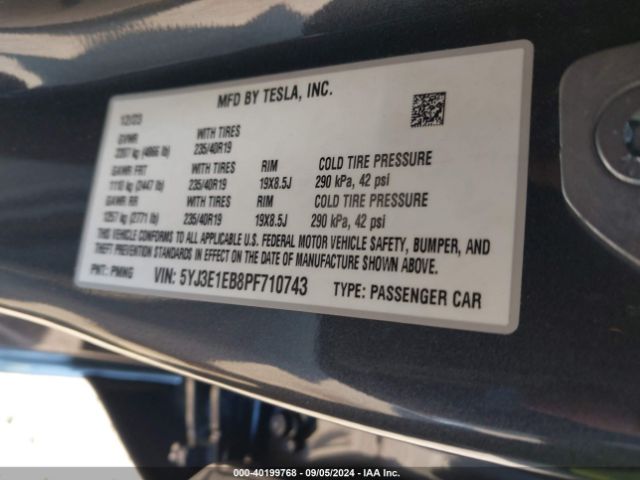 MFD BY TESLA, INC.
12/23
GVWR WITH TIRES
2207 kg (4866 lb) 235/40R19
GAWR FRT WITH TIRES RIM COLD TIRE PRESSURE
1110 kg (2447 lb) 235/40R19 19X8.5J 290 kPa, 42 psi
GAWR RR WITH TIRES RIM COLD TIRE PRESSURE
1257 kg (2771 lb) 235/40R19 19X8.5J 290 kPa, 42 psi
THIS VEHICLE CONFORMS TO ALL APPLICABLE U.S. FEDERAL MOTOR VEHICLE SAFETY, BUMPER, AND
THEFT PREVENTION STANDARDS IN EFFECT ON THE DATE OF MANUFACTURE SHOWN ABOVE.
PNT: PMNG VIN: 5YJ3E1EB8PF710743 TYPE: PASSENGER CAR
000-40199768 - 09/05/2024 - IAA Inc.